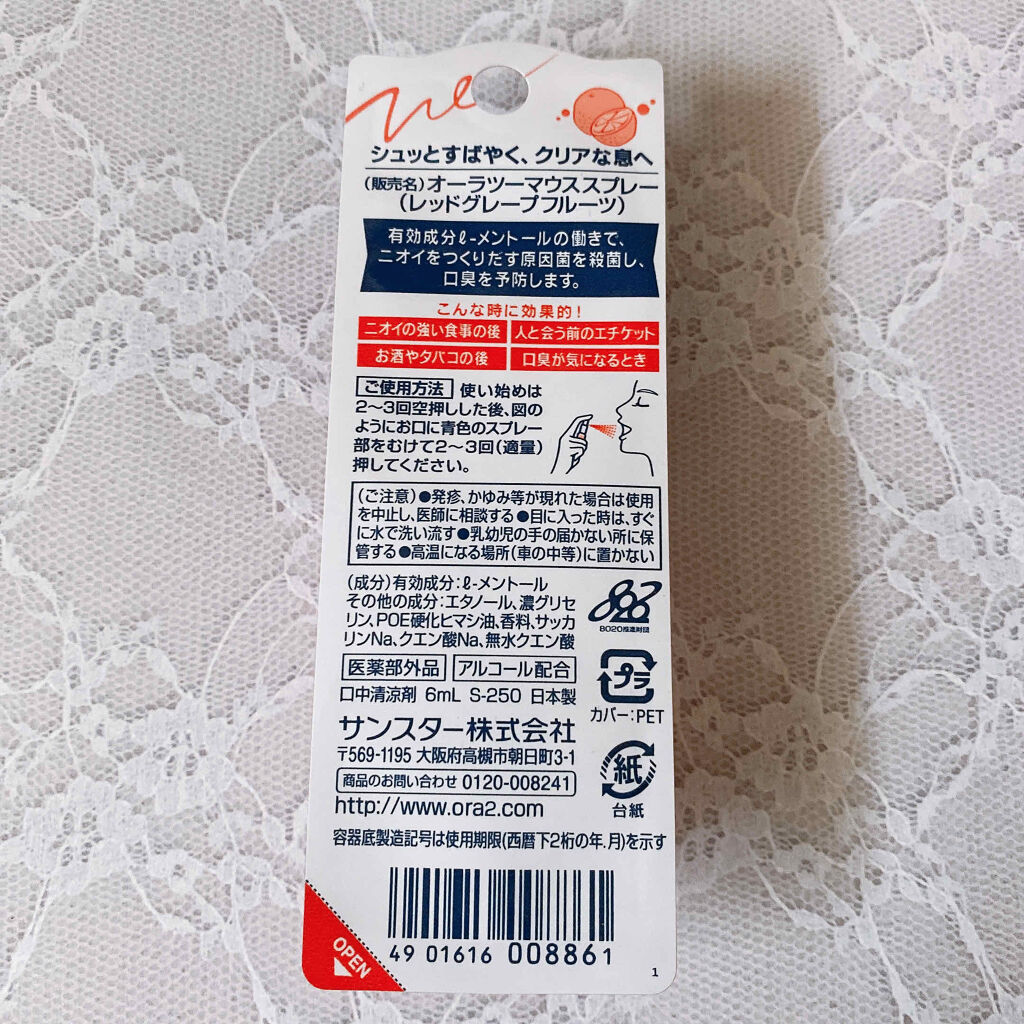 シュッとすばやく、クリアな息へ
(販売名)オーラツーマウススプレー
(レッドグレープフルーツ)
有効成分ℓ-メントールの働きで、
ニオイをつくりだす原因菌を殺菌し、
口臭を予防します。
こんな時に効果的！
ニオイの強い食事の後 人と会う前のエチケット
お酒やタバコの後 口臭が気になるとき
ご使用方法 使い始めは
2〜3回空押しした後、図の
ようにお口に青色のスプレー
部をむけて2〜3回(適量)
押してください。
(ご注意)●発疹、かゆみ等が現れた場合は使用
を中止し、医師に相談する●目に入った時は、すぐ
に水で洗い流す●乳幼児の手の届かない所に保
管する●高温になる場所(車の中等)に置かない
(成分)有効成分:ℓ-メントール
その他の成分:エタノール、濃グリセ
リン、POE硬化ヒマシ油、香料、サッカ
リンNa、クエン酸Na、無水クエン酸
8020
8020推進財団
医薬部外品 アルコール配合
口中清涼剤 6mL S-250 日本製
プラ
カバー:PET
サンスター株式会社
〒569-1195 大阪府高槻市朝日町3-1
商品のお問い合わせ 0120-008241
http://www.ora2.com
紙
台紙
容器底製造記号は使用期限(西暦下2桁の年.月)を示す
49 01616 008861
OPEN
1